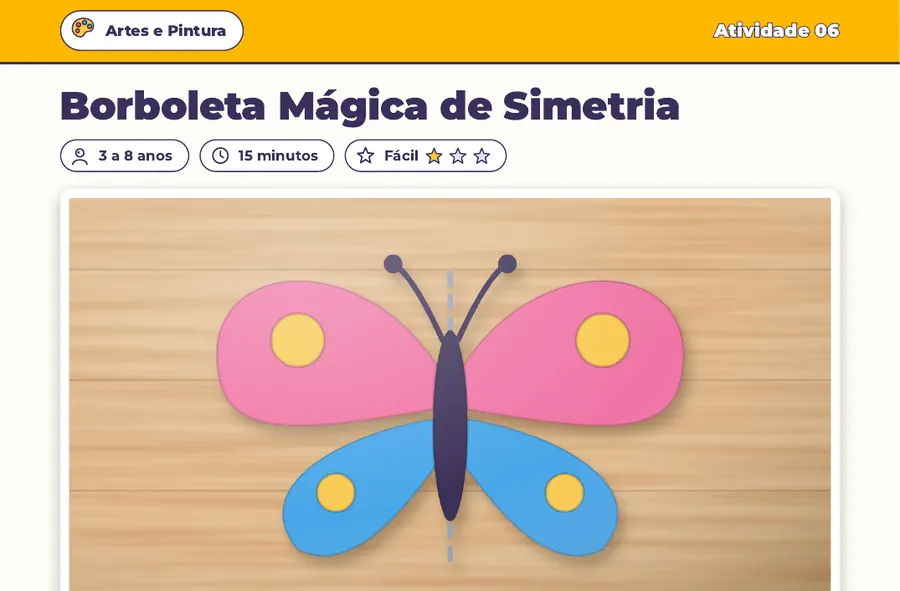 Artes e Pintura
Atividade 06
Borboleta Mágica de Simetria
3 a 8 anos
15 minutos
Fácil